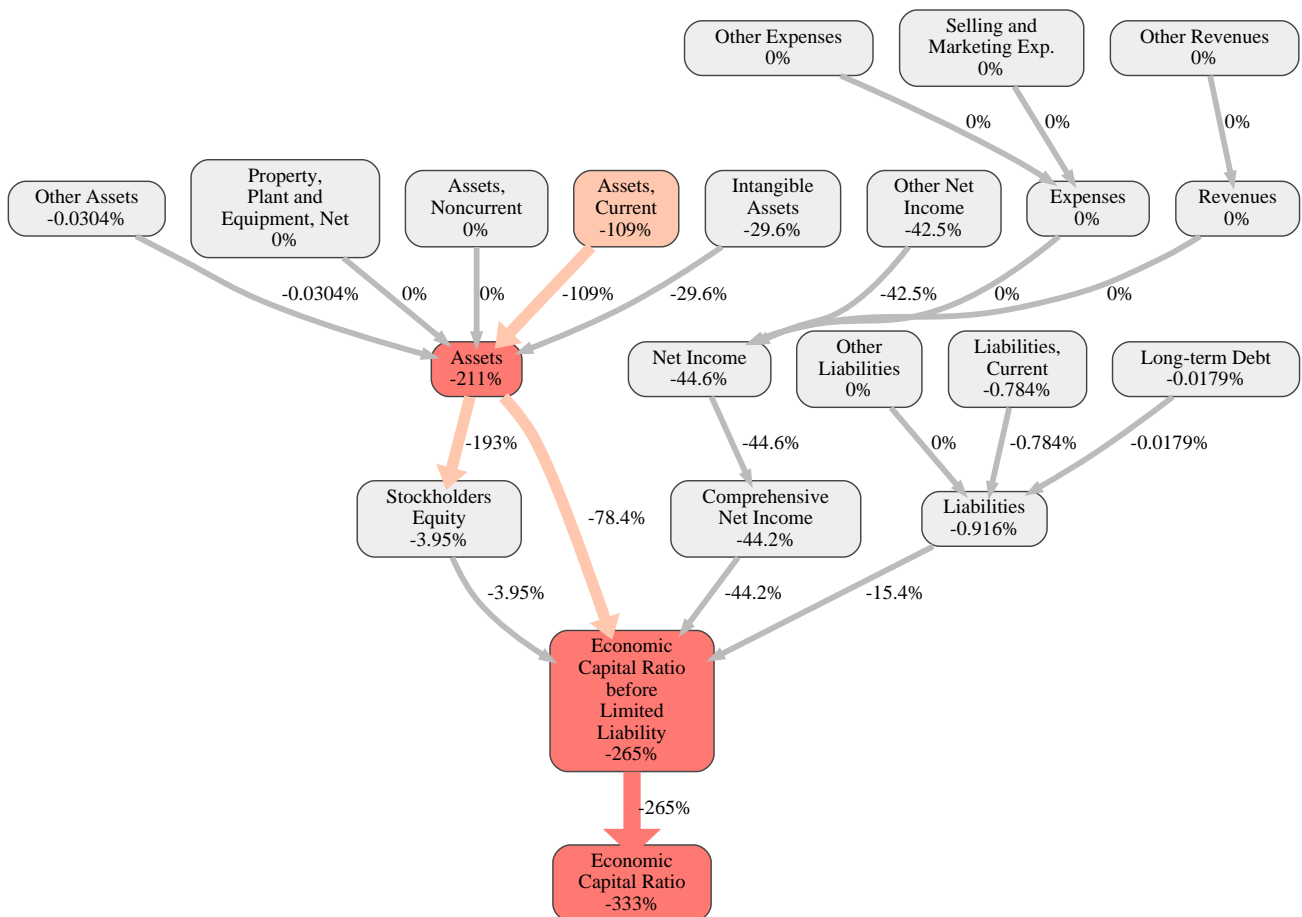 Other Expenses
0%
Selling and
Marketing Exp.
0%
Other Revenues
0%
0%
0%
0%
Other Assets
-0.0304%
Property,
Plant and
Equipment, Net
0%
Assets,
Noncurrent
0%
Assets,
Current
-109%
Intangible
Assets
-29.6%
Other Net
Income
-42.5%
Expenses
0%
Revenues
0%
-0.0304%
0%
0%
-109%
-29.6%
-42.5%
0%
0%
Assets
-211%
Net Income
-44.6%
Other
Liabilities
0%
Liabilities,
Current
-0.784%
Long-term Debt
-0.0179%
-193%
-78.4%
-44.6%
0%
-0.784%
-0.0179%
Stockholders
Equity
-3.95%
Comprehensive
Net Income
-44.2%
Liabilities
-0.916%
-3.95%
-44.2%
-15.4%
Economic
Capital Ratio
before
Limited
Liability
-265%
-265%
Economic
Capital Ratio
-333%